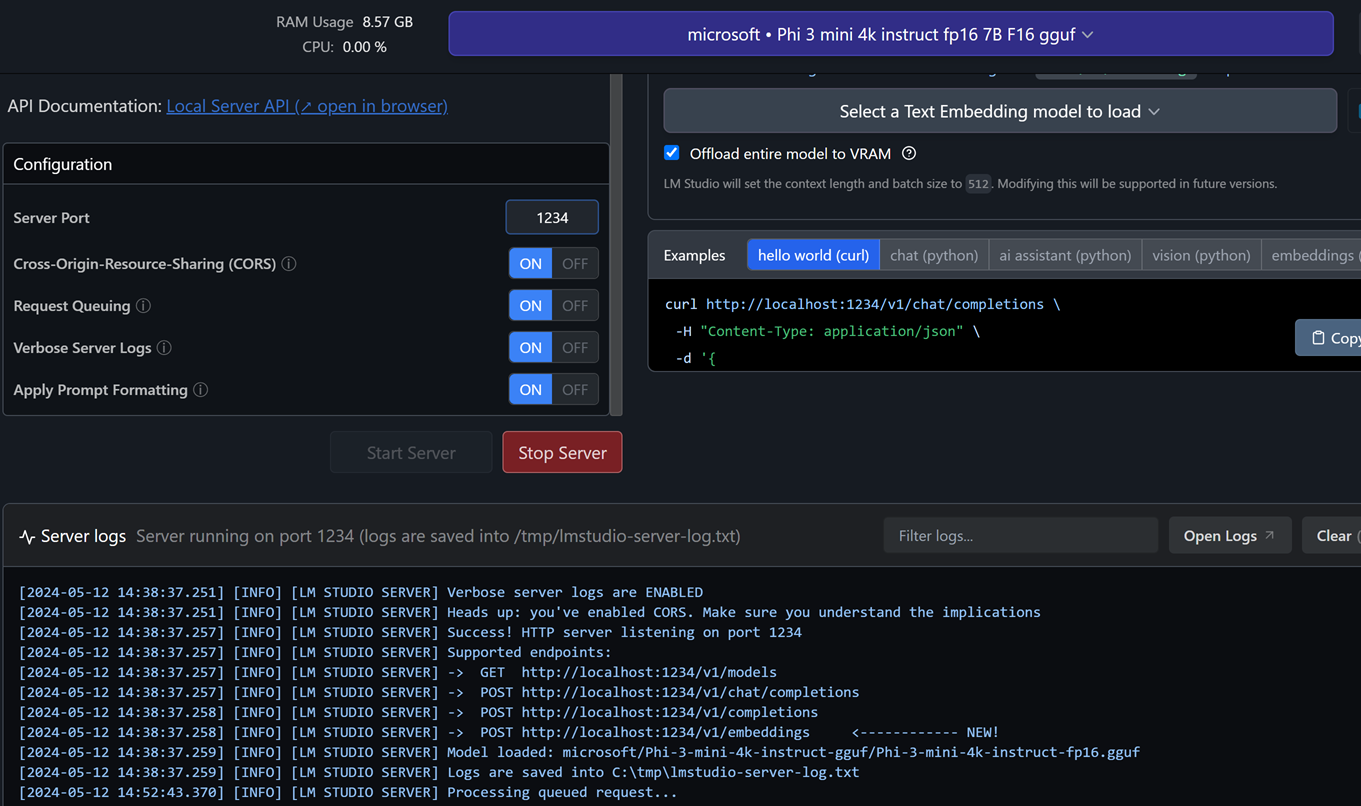 RAM Usage 8.57 GB
CPU: 0.00 %
microsoft • Phi 3 mini 4k instruct fp16 7B F16 gguf
API Documentation: Local Server API (↗ open in browser)
Configuration
Server Port 1234
Cross-Origin-Resource-Sharing (CORS) ON OFF
Request Queuing ON OFF
Verbose Server Logs ON OFF
Apply Prompt Formatting ON OFF
Start Server Stop Server
Select a Text Embedding model to load
Offload entire model to VRAM
LM Studio will set the context length and batch size to 512. Modifying this will be supported in future versions.
Examples hello world (curl) chat (python) ai assistant (python) vision (python) embeddings (
curl http://localhost:1234/v1/chat/completions \
-H "Content-Type: application/json" \
-d '{
Copy
Server logs Server running on port 1234 (logs are saved into /tmp/lmstudio-server-log.txt)
Filter logs... Open Logs ↗ Clear (
[2024-05-12 14:38:37.251] [INFO] [LM STUDIO SERVER] Verbose server logs are ENABLED
[2024-05-12 14:38:37.251] [INFO] [LM STUDIO SERVER] Heads up: you've enabled CORS. Make sure you understand the implications
[2024-05-12 14:38:37.257] [INFO] [LM STUDIO SERVER] Success! HTTP server listening on port 1234
[2024-05-12 14:38:37.257] [INFO] [LM STUDIO SERVER] Supported endpoints:
[2024-05-12 14:38:37.257] [INFO] [LM STUDIO SERVER] -> GET http://localhost:1234/v1/models
[2024-05-12 14:38:37.257] [INFO] [LM STUDIO SERVER] -> POST http://localhost:1234/v1/chat/completions
[2024-05-12 14:38:37.258] [INFO] [LM STUDIO SERVER] -> POST http://localhost:1234/v1/completions
[2024-05-12 14:38:37.258] [INFO] [LM STUDIO SERVER] -> POST http://localhost:1234/v1/embeddings <------------ NEW!
[2024-05-12 14:38:37.259] [INFO] [LM STUDIO SERVER] Model loaded: microsoft/Phi-3-mini-4k-instruct-gguf/Phi-3-mini-4k-instruct-fp16.gguf
[2024-05-12 14:38:37.259] [INFO] [LM STUDIO SERVER] Logs are saved into C:\tmp\lmstudio-server-log.txt
[2024-05-12 14:52:43.370] [INFO] [LM STUDIO SERVER] Processing queued request...